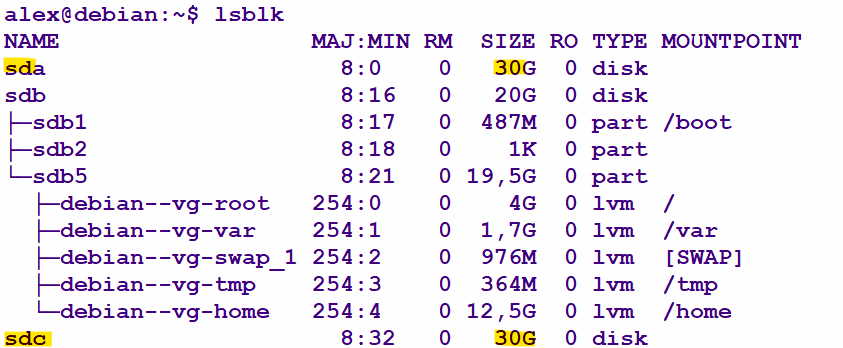 alex@debian:~$ lsblk
NAME                MAJ:MIN RM   SIZE RO TYPE MOUNTPOINT
sda                   8:0    0    30G  0 disk
sdb                   8:16   0    20G  0 disk
├─sdb1                8:17   0   487M  0 part /boot
├─sdb2                8:18   0     1K  0 part
└─sdb5                8:21   0  19,5G  0 part
  ├─debian--vg-root   254:0    0     4G  0 lvm  /
  ├─debian--vg-var    254:1    0   1,7G  0 lvm  /var
  ├─debian--vg-swap_1 254:2    0   976M  0 lvm  [SWAP]
  ├─debian--vg-tmp    254:3    0   364M  0 lvm  /tmp
  └─debian--vg-home   254:4    0  12,5G  0 lvm  /home
sdc                   8:32   0    30G  0 disk